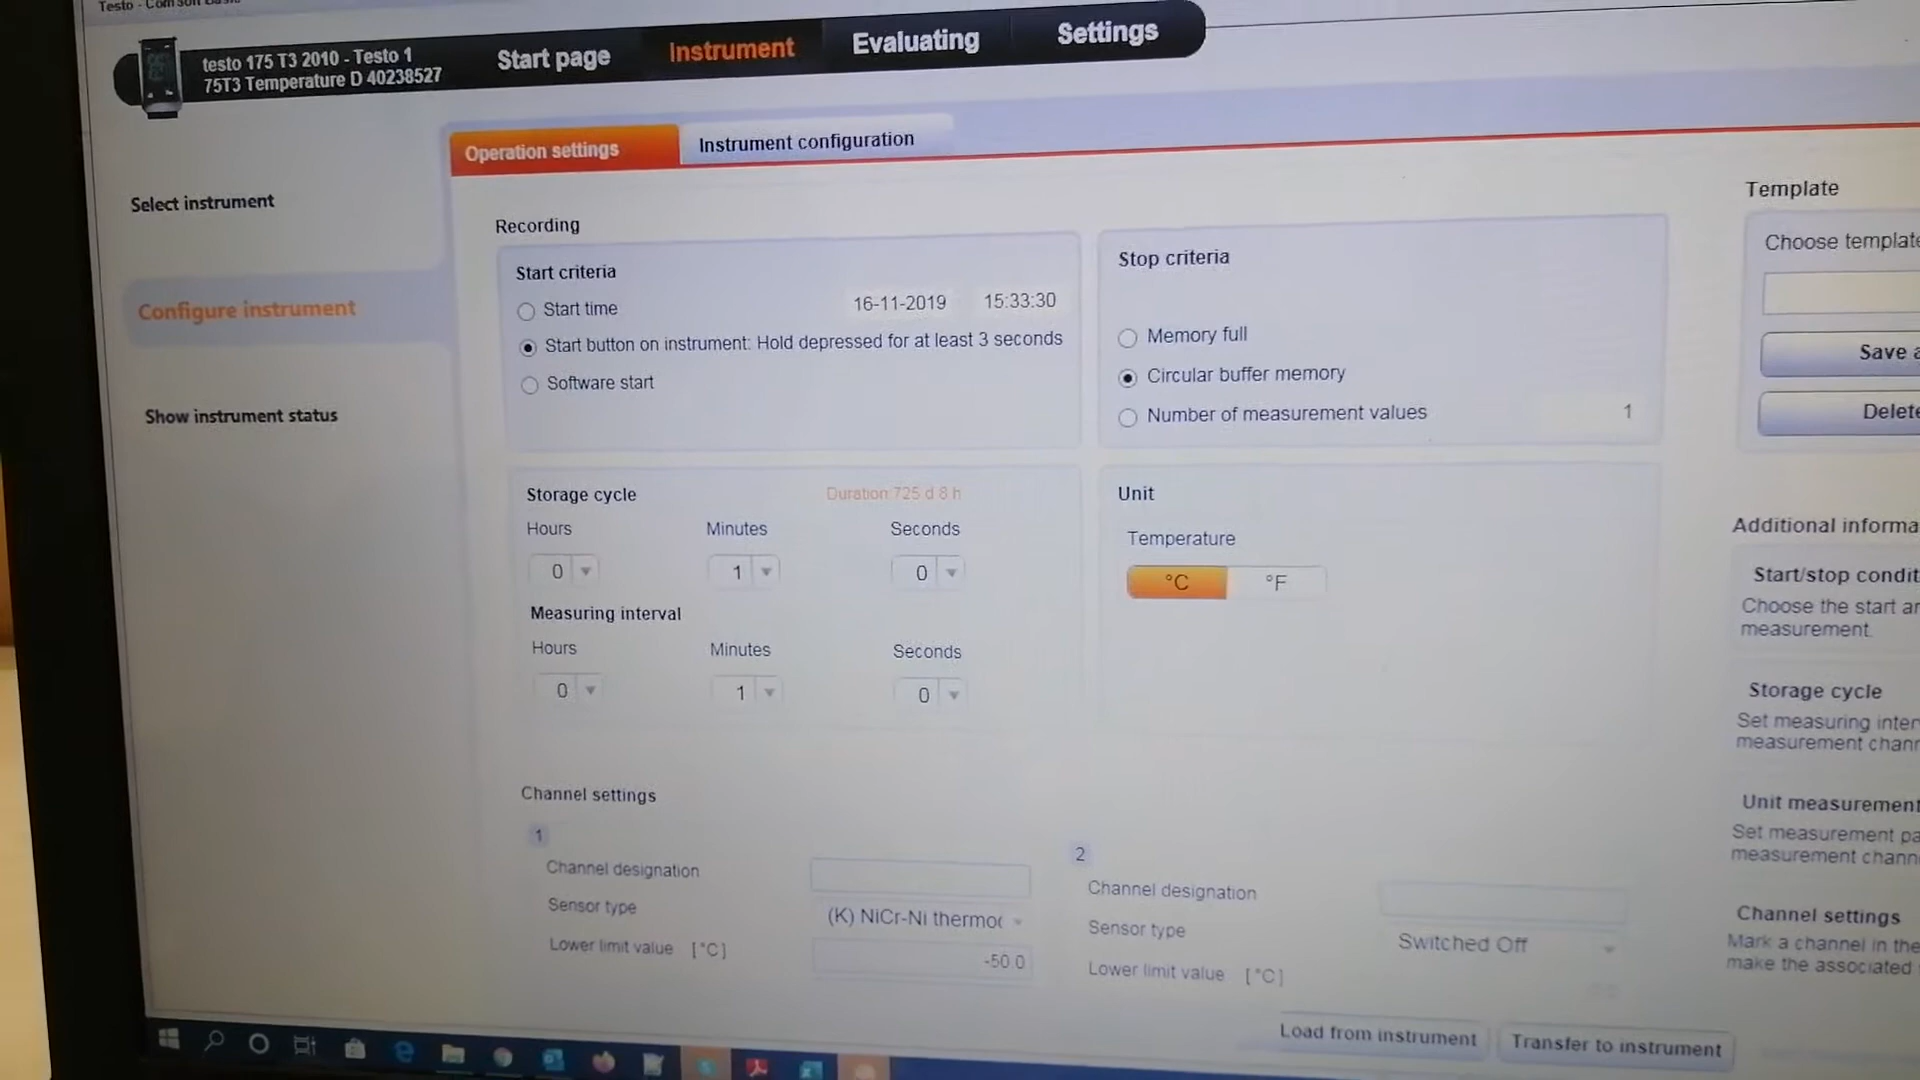 Testo - ComSoft Basic
testo 175 T3 2010 - Testo 1
75T3 Temperature D 40238527
Start page
Instrument
Evaluating
Settings
Operation settings
Instrument configuration
Select instrument
Configure instrument
Show instrument status
Recording
Start criteria
Start time
16-11-2019
15:33:30
Start button on instrument: Hold depressed for at least 3 seconds
Software start
Stop criteria
Memory full
Circular buffer memory
Number of measurement values
1
Storage cycle
Duration:725 d 8 h
Hours
Minutes
Seconds
0
1
0
Measuring interval
Hours
Minutes
Seconds
0
1
0
Unit
Temperature
°C
°F
Channel settings
1
Channel designation
Sensor type
(K) NiCr-Ni thermoc
Lower limit value [°C]
-50.0
2
Channel designation
Sensor type
Switched Off
Lower limit value [°C]
Load from instrument
Transfer to instrument
Template
Choose template
Save a
Delete
Additional informa
Start/stop condit
Choose the start an
measurement.
Storage cycle
Set measuring inter
measurement chann
Unit measurement
Set measurement pa
measurement chann
Channel settings
Mark a channel in the
make the associated